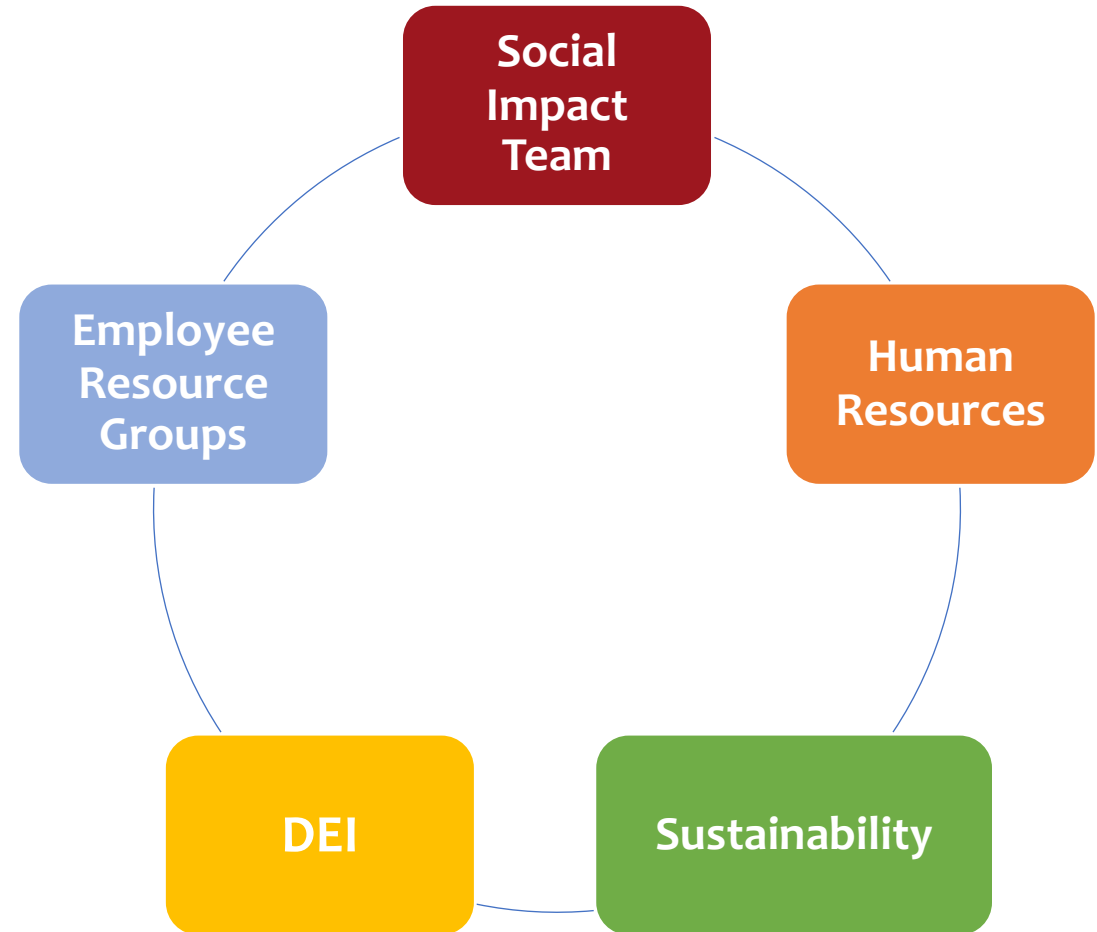 Social
Impact
Team
Employee
Resource
Groups
Human
Resources
DEI
Sustainability